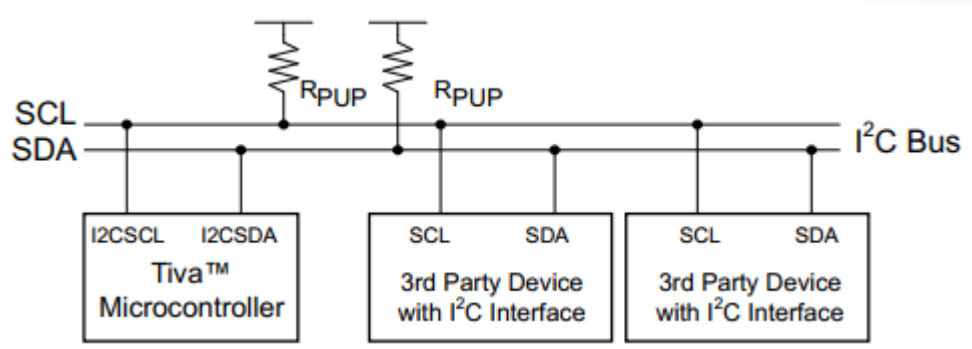 RPUP RPUP
SCL
SDA
I²C Bus
I2CSCL I2CSDA
Tiva™
Microcontroller
SCL SDA
3rd Party Device
with I²C Interface
SCL SDA
3rd Party Device
with I²C Interface